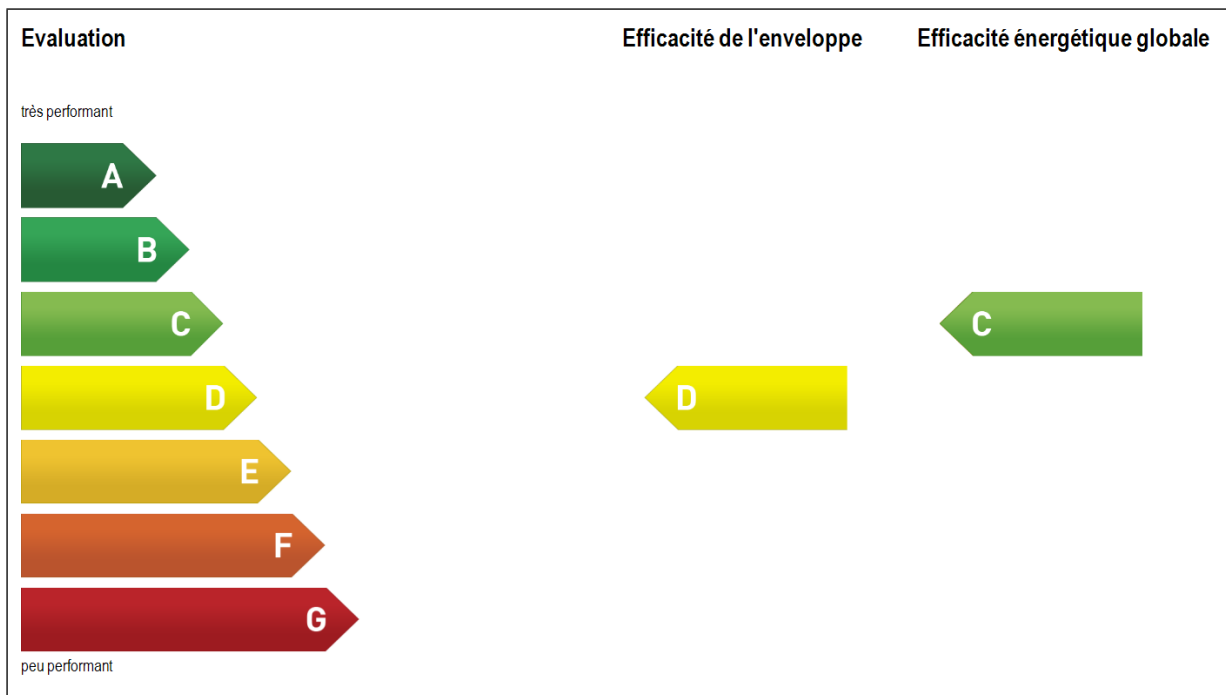 Evaluation
Efficacité de l'enveloppe
Efficacité énergétique globale
très performant
A
B
C
C
D
D
E
F
G
peu performant